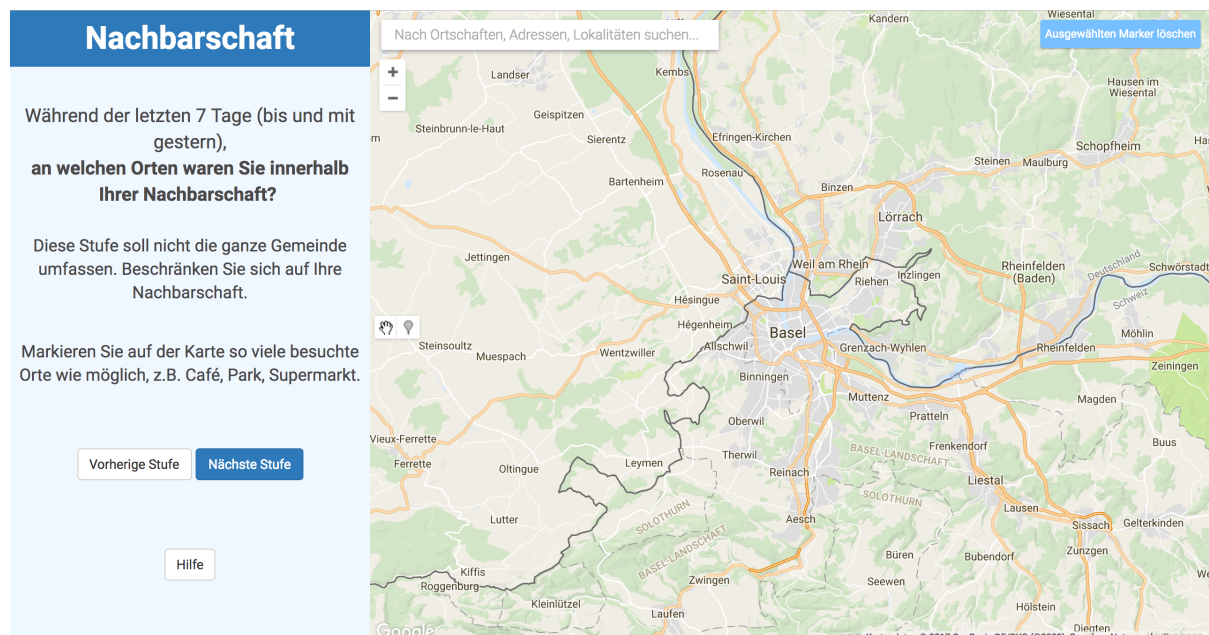 Nachbarschaft
Während der letzten 7 Tage (bis und mit
gestern),
an welchen Orten waren Sie innerhalb
Ihrer Nachbarschaft?
Diese Stufe soll nicht die ganze Gemeinde
umfassen. Beschränken Sie sich auf Ihre
Nachbarschaft.
Markieren Sie auf der Karte so viele besuchte
Orte wie möglich, z.B. Café, Park, Supermarkt.
Vorherige Stufe
Nächste Stufe
Hilfe
Nach Ortschaften, Adressen, Lokalitäten suchen...
Ausgewählten Marker löschen
+
−
Kandern
Wiesental
Landser
Kembs
Hausen im
Wiesental
Geispitzen
Steinbrunn-le-Haut
Sierentz
Efringen-Kirchen
Schopfheim
Steinen
Maulburg
Rosenau
Bartenheim
Binzen
Lörrach
Jettingen
Weil am Rhein
Saint-Louis
Inzlingen
Riehen
Rheinfelden
(Baden)
Deutschland
Schweiz
Schwörstadt
Hésingue
Hégenheim
Basel
Allschwil
Steinsoultz
Muespach
Wentzwiller
Grenzach-Wyhlen
Rheinfelden
Möhlin
Zeiningen
Binningen
Muttenz
Magden
Pratteln
Oberwil
Vieux-Ferrette
Ferrette
Oltingue
Leymen
Therwil
Reinach
Frenkendorf
BASEL-LANDSCHAFT
Buus
Liestal
SOLOTHURN
Lutter
SOLOTHURN
BASEL-LANDSCHAFT
Aesch
Lausen
Sissach
Gelterkinden
Zunzgen
Büren
Bubendorf
Kiffis
Roggenburg
Zwingen
Seewen
Kleinlützel
Laufen
Hölstein
Diegten
Google